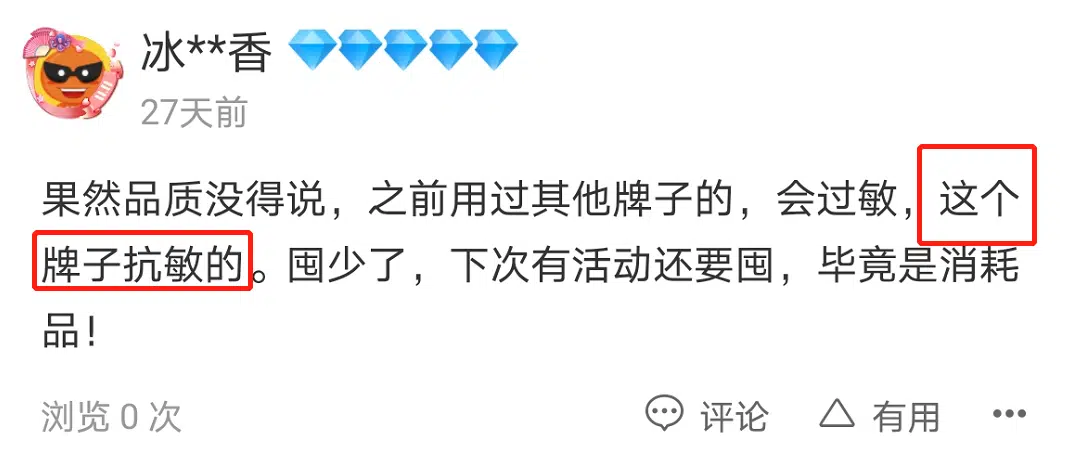 冰**香
27天前
果然品质没得说，之前用过其他牌子的，会过敏，这个
牌子抗敏的。囤少了，下次有活动还要囤，毕竟是消耗
品！
浏览 0 次 评论 有用